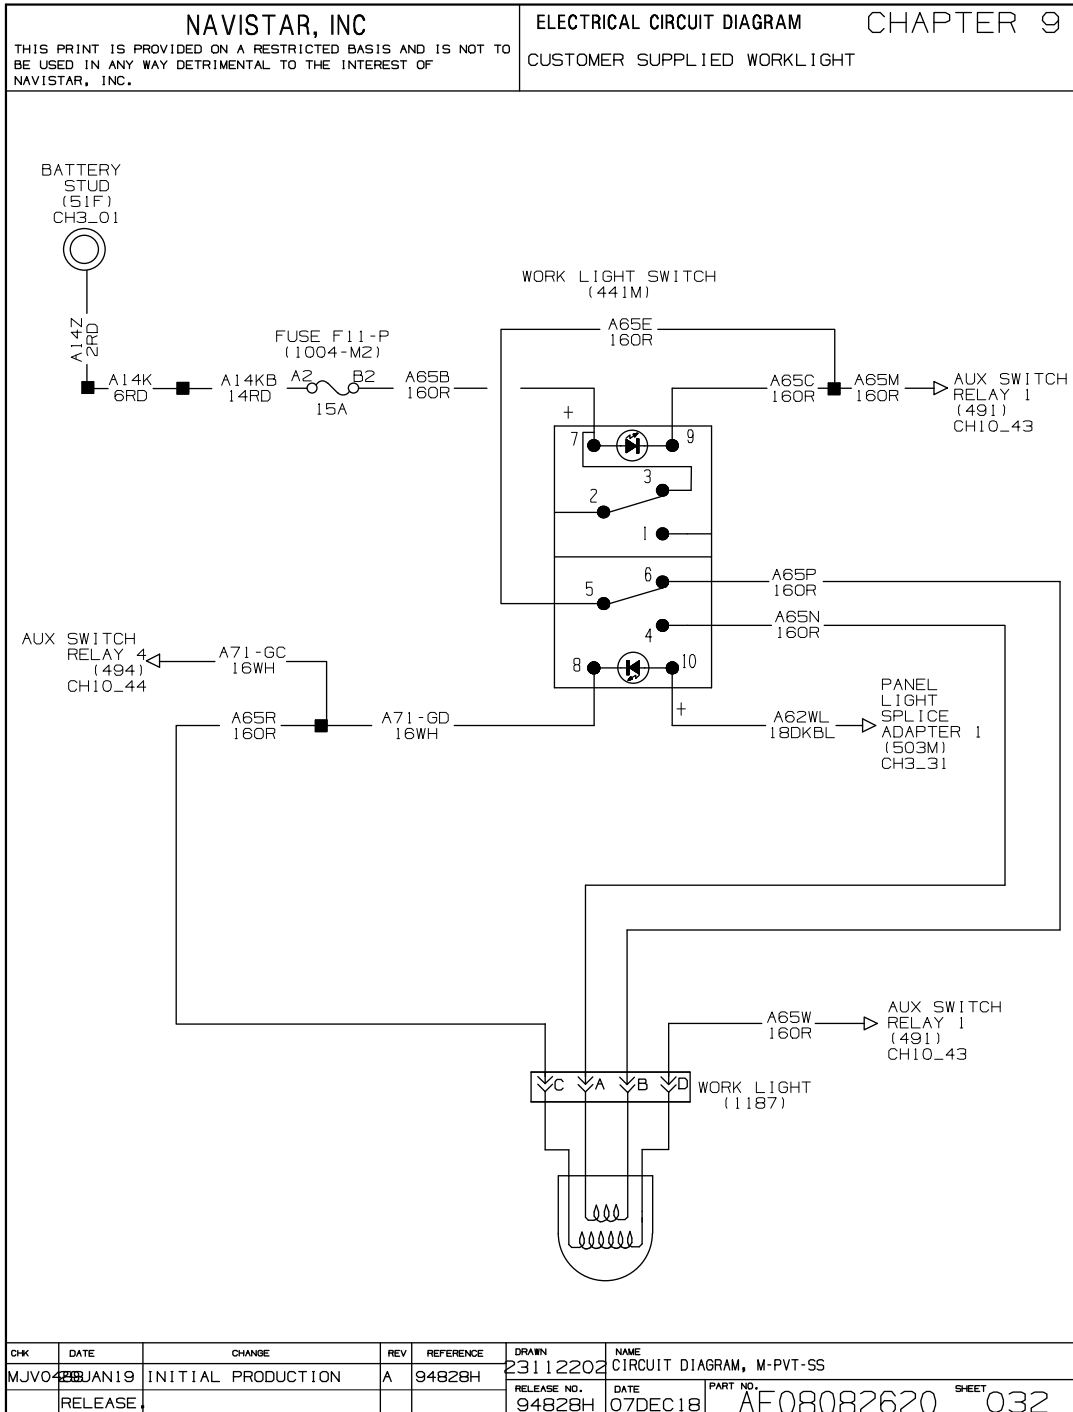 NAVISTAR, INC
THIS PRINT IS PROVIDED ON A RESTRICTED BASIS AND IS NOT TO
BE USED IN ANY WAY DETRIMENTAL TO THE INTEREST OF
NAVISTAR, INC.
ELECTRICAL CIRCUIT DIAGRAM
CHAPTER 9
CUSTOMER SUPPLIED WORKLIGHT
BATTERY
STUD
(51F)
CH3_01
A14Z
2RD
A14K
6RD
A14KB
14RD
FUSE F11-P
(1004-M2)
A2
B2
15A
A65B
16OR
WORK LIGHT SWITCH
(441M)
A65E
16OR
A65C
16OR
A65M
16OR
AUX SWITCH
RELAY 1
(491)
CH10_43
+
7
9
3
2
1
6
5
4
8
10
+
A65P
16OR
A65N
16OR
AUX SWITCH
RELAY 4
(494)
CH10_44
A71-GC
16WH
A65R
16OR
A71-GD
16WH
A62WL
18DKBL
PANEL
LIGHT
SPLICE
ADAPTER 1
(503M)
CH3_31
A65W
16OR
AUX SWITCH
RELAY 1
(491)
CH10_43
C A B D
WORK LIGHT
(1187)
CHK DATE CHANGE REV REFERENCE
29JAN19 INITIAL PRODUCTION A 94828H
RELEASE
DRAWN
23112202
NAME
CIRCUIT DIAGRAM, M-PVT-SS
RELEASE NO.
94828H
DATE
07DEC18
PART NO.
AF08082620
SHEET
032